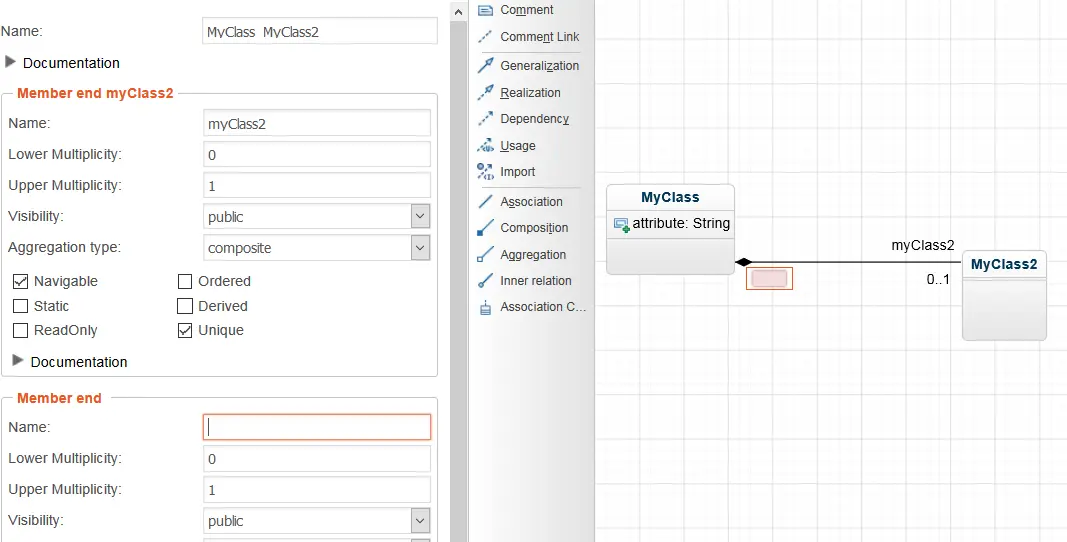 Name:
MyClass MyClass2
Documentation
Member end myClass2
Name:
myClass2
Lower Multiplicity:
0
Upper Multiplicity:
1
Visibility:
public
Aggregation type:
composite
Navigable
Ordered
Static
Derived
ReadOnly
Unique
Documentation
Member end
Name:
Lower Multiplicity:
0
Upper Multiplicity:
1
Visibility:
public
Comment
Comment Link
Generalization
Realization
Dependency
Usage
Import
Association
Composition
Aggregation
Inner relation
Association C...
MyClass
attribute: String
myClass2
0..1
MyClass2